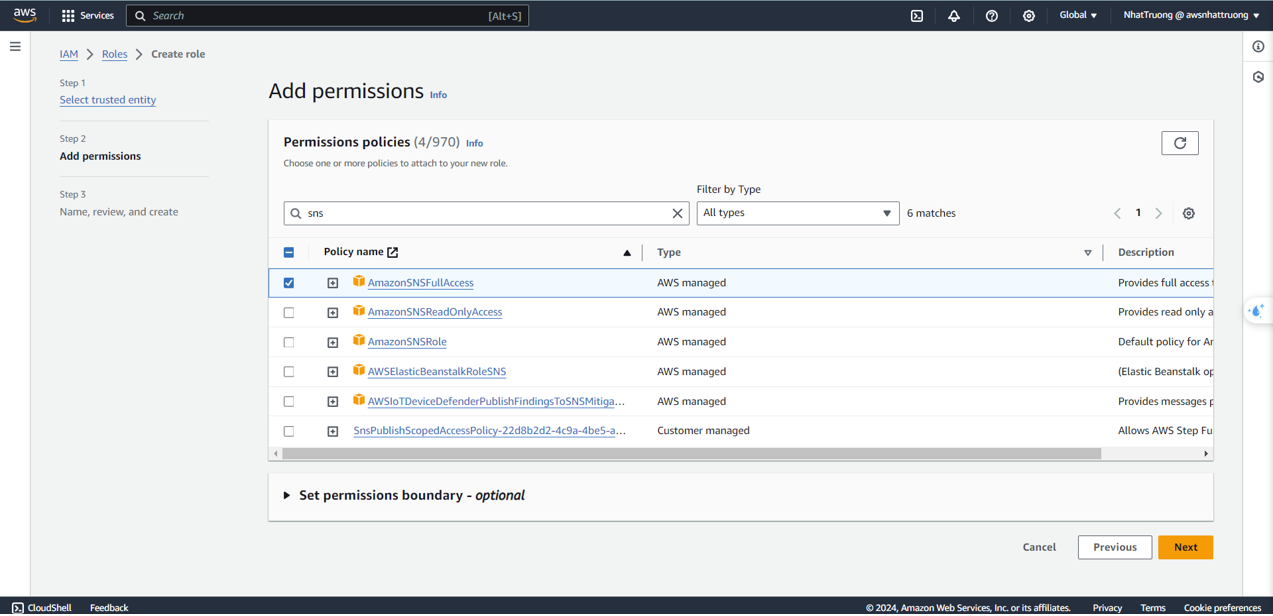 aws
Services
Search
[Alt+S]
Global
NhatTruong @ awsnhattruong
IAM
Roles
Create role
Step 1
Select trusted entity
Step 2
Add permissions
Step 3
Name, review, and create
Add permissions Info
Permissions policies (4/970) Info
Choose one or more policies to attach to your new role.
Filter by Type
sns
All types
6 matches
1
Policy name
Type
Description
AmazonSNSFullAccess
AWS managed
Provides full access t
AmazonSNSReadOnlyAccess
AWS managed
Provides read only a
AmazonSNSRole
AWS managed
Default policy for Am
AWSElasticBeanstalkRoleSNS
AWS managed
(Elastic Beanstalk op
AWSIoTDeviceDefenderPublishFindingsToSNSMitiga...
AWS managed
Provides messages p
SnsPublishScopedAccessPolicy-22d8b2d2-4c9a-4be5-a...
Customer managed
Allows AWS Step Fu
Set permissions boundary - optional
Cancel
Previous
Next
CloudShell
Feedback
© 2024, Amazon Web Services, Inc. or its affiliates.
Privacy
Terms
Cookie preferences